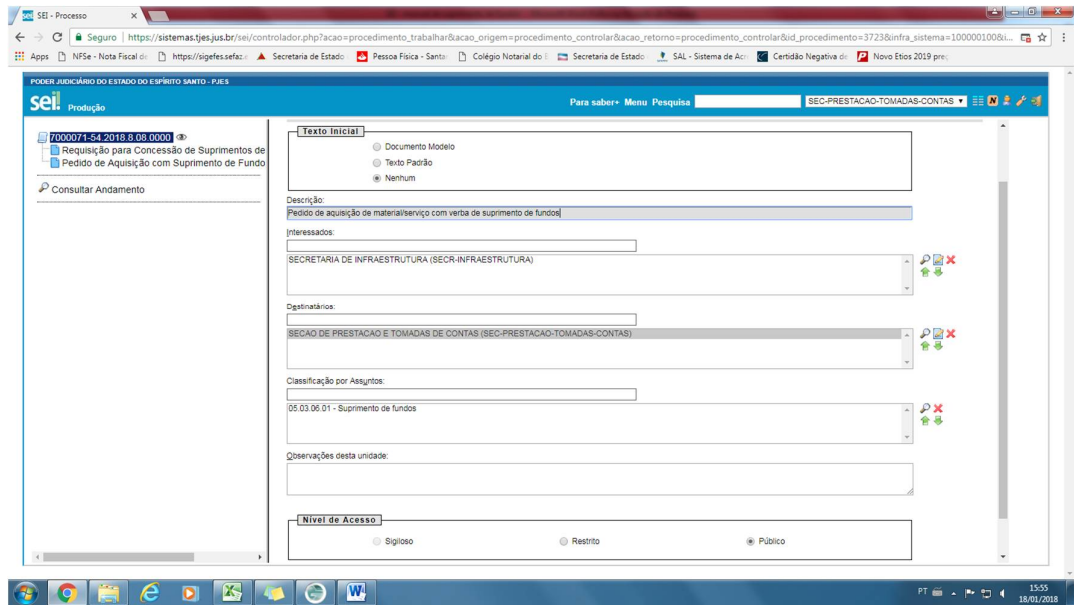 SEI - Processo
Seguro | https://sistemas.tjes.jus.br/sei/controlador.php?acao=procedimento_trabalhar&acao_origem=procedimento_controlar&acao_retorno=procedimento_controlar&id_procedimento=3723&infra_sistema=100000100&i...
Apps NFSe - Nota Fiscal de https://sigefes.sefaz.e Secretaria de Estado Pessoa Física - Santa Colégio Notarial do Secretaria de Estado SAL - Sistema de Acn Certidão Negativa de Novo Etios 2019 preç
PODER JUDICIÁRIO DO ESTADO DO ESPÍRITO SANTO - PJES
sei! Produção Para saber+ Menu Pesquisa SEC-PRESTACAO-TOMADAS-CONTAS
7000071-54.2018.8.08.0000
Requisição para Concessão de Suprimentos de
Pedido de Aquisição com Suprimento de Fundo
Consultar Andamento
Texto Inicial
Documento Modelo
Texto Padrão
Nenhum
Descrição:
Pedido de aquisição de material/serviço com verba de suprimento de fundos
Interessados:
SECRETARIA DE INFRAESTRUTURA (SECR-INFRAESTRUTURA)
Destinatários:
SECAO DE PRESTACAO E TOMADAS DE CONTAS (SEC-PRESTACAO-TOMADAS-CONTAS)
Classificação por Assuntos:
05.03.06.01 - Suprimento de fundos
Observações desta unidade:
Nível de Acesso
Sigiloso Restrito Público
PT 15:55
18/01/2018